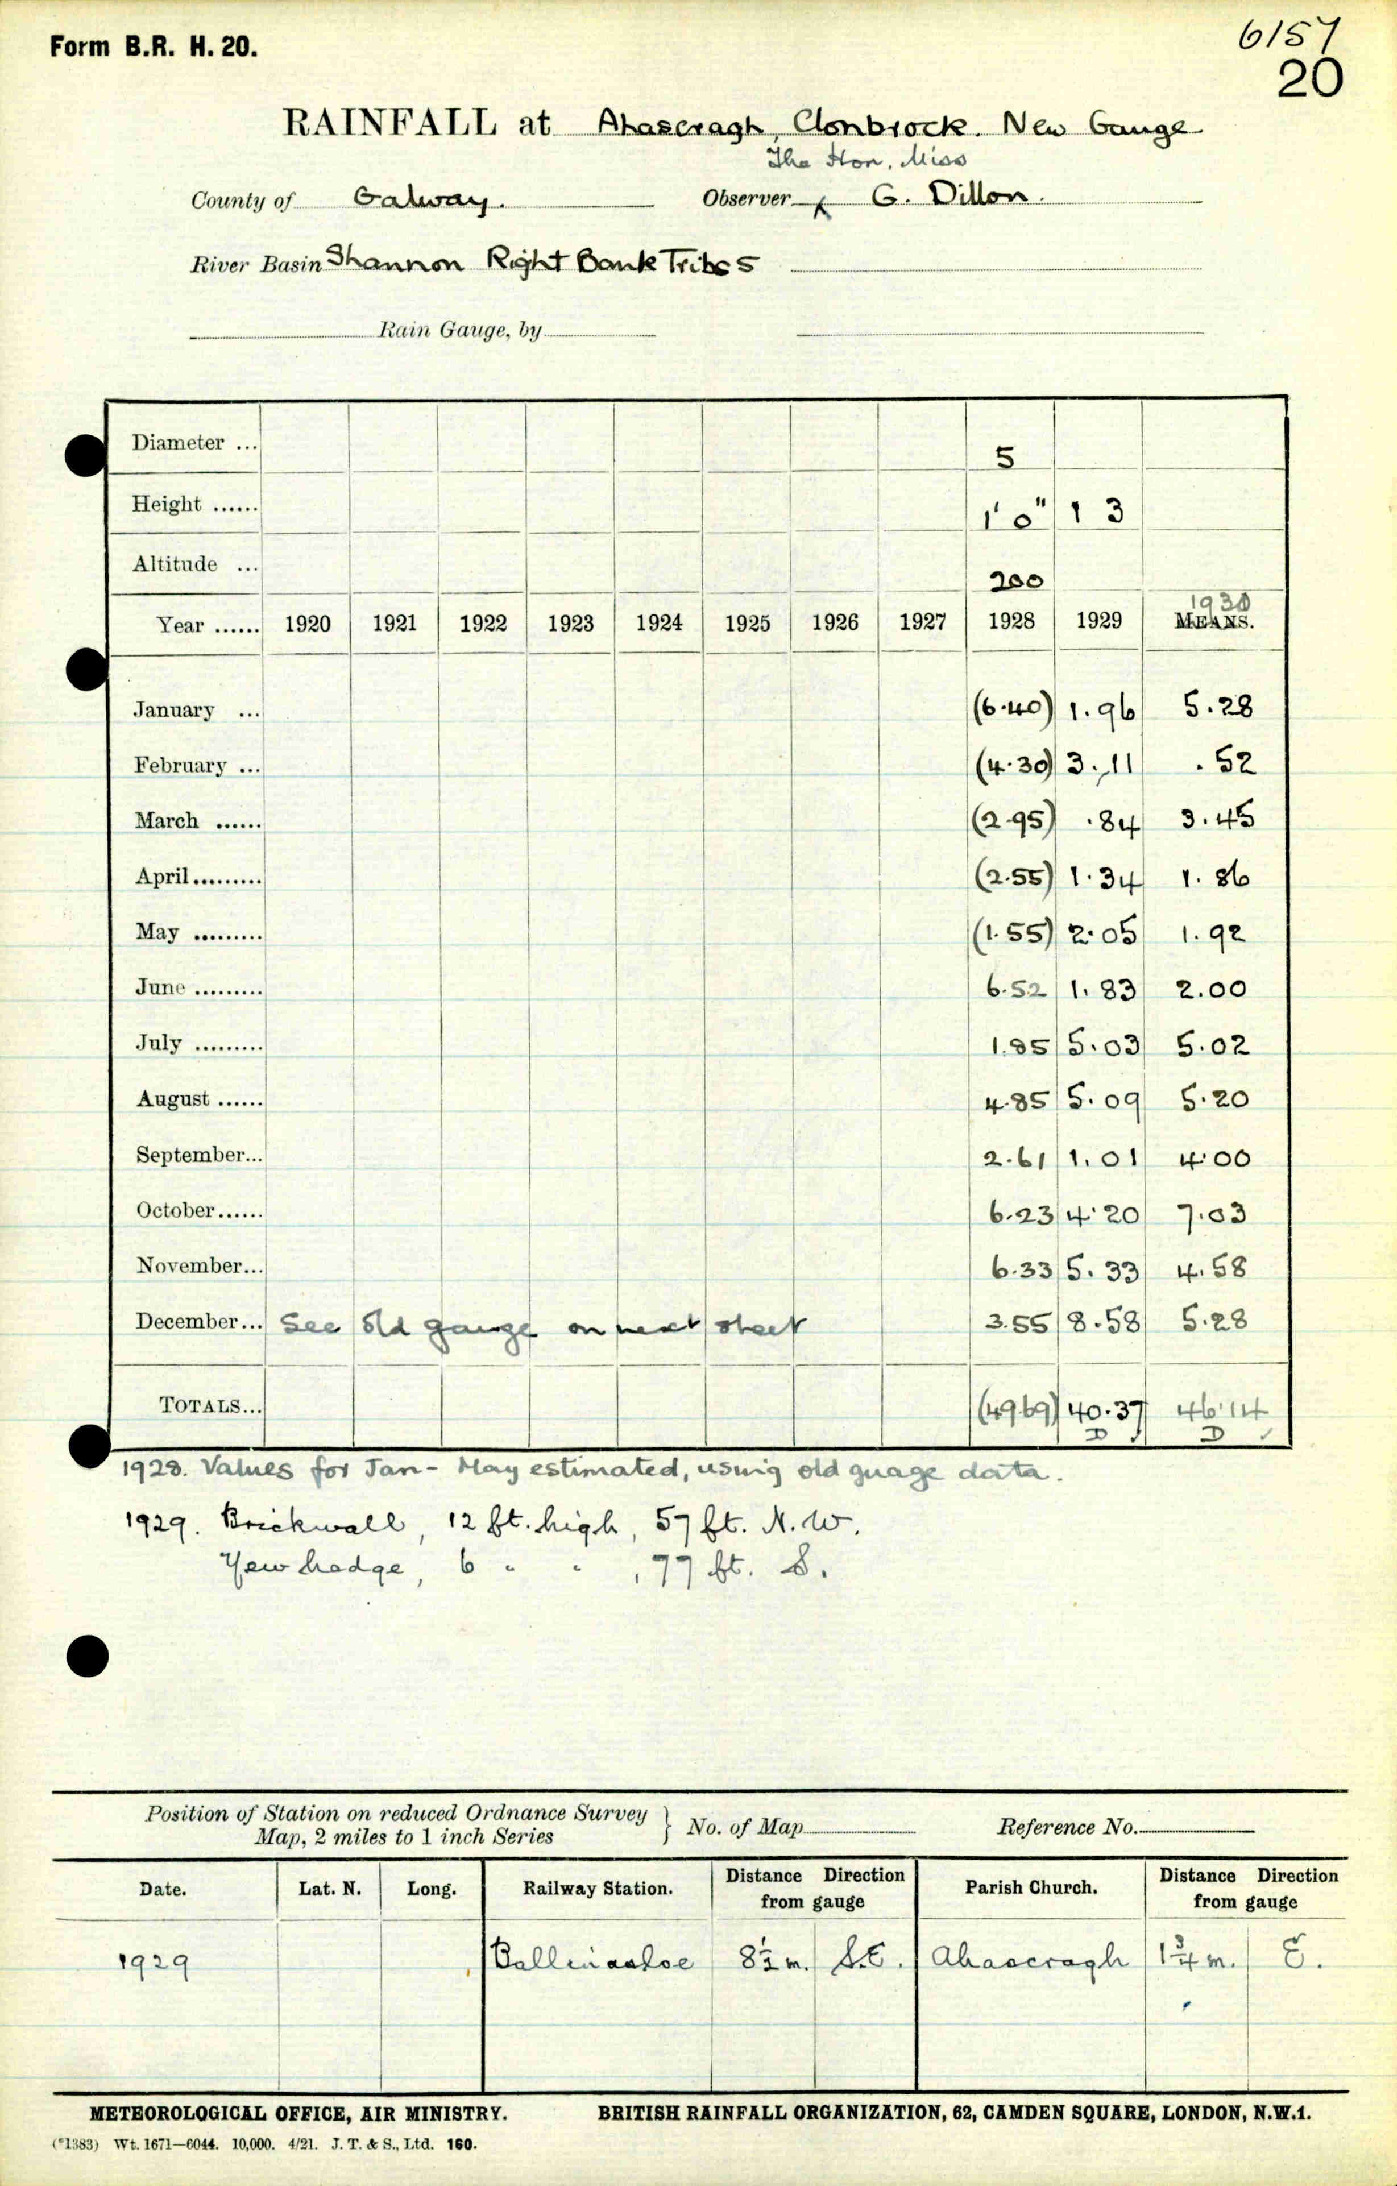 Form B.R. H. 20.
6157
20
RAINFALL at Ahascragh, Clonbrock. New Gauge
The Hon. Miss
County of Galway. Observer G. Dillon.
River Basin Shannon Right Bank Tribs 5
Rain Gauge, by
Diameter ... 5
Height ...... 1' 0" 1 3
Altitude ... 200
1930
Year ...... 1920 1921 1922 1923 1924 1925 1926 1927 1928 1929 MEANS.
January ... (6.40) 1.96 5.28
February ... (4.30) 3.11 .52
March ...... (2.95) .84 3.45
April......... (2.55) 1.34 1.86
May ......... (1.55) 2.05 1.92
June ......... 6.52 1.83 2.00
July ......... 1.85 5.03 5.02
August ...... 4.85 5.09 5.20
September... 2.61 1.01 4.00
October...... 6.23 4.20 7.03
November... 6.33 5.33 4.58
December... See old gauge on next sheet 3.55 8.58 5.28
TOTALS... (49.69) 40.37 46.14
D ✓ D ✓
1928. Values for Jan - May estimated, using old guage data.
1929. Brickwall, 12 ft. high, 57 ft. N.W.
Yew hedge, 6 " " , 77 ft. S.
Position of Station on reduced Ordnance Survey
Map, 2 miles to 1 inch Series } No. of Map Reference No.
Date. Lat. N. Long. Railway Station. Distance Direction from gauge Parish Church. Distance Direction from gauge
1929 Ballinasloe 8½ m. S.E. Ahascragh 1¾ m. E.
METEOROLOGICAL OFFICE, AIR MINISTRY. BRITISH RAINFALL ORGANIZATION, 62, CAMDEN SQUARE, LONDON, N.W.1.
(*1383) Wt. 1671—6044. 10,000. 4/21. J. T. & S., Ltd. 160.